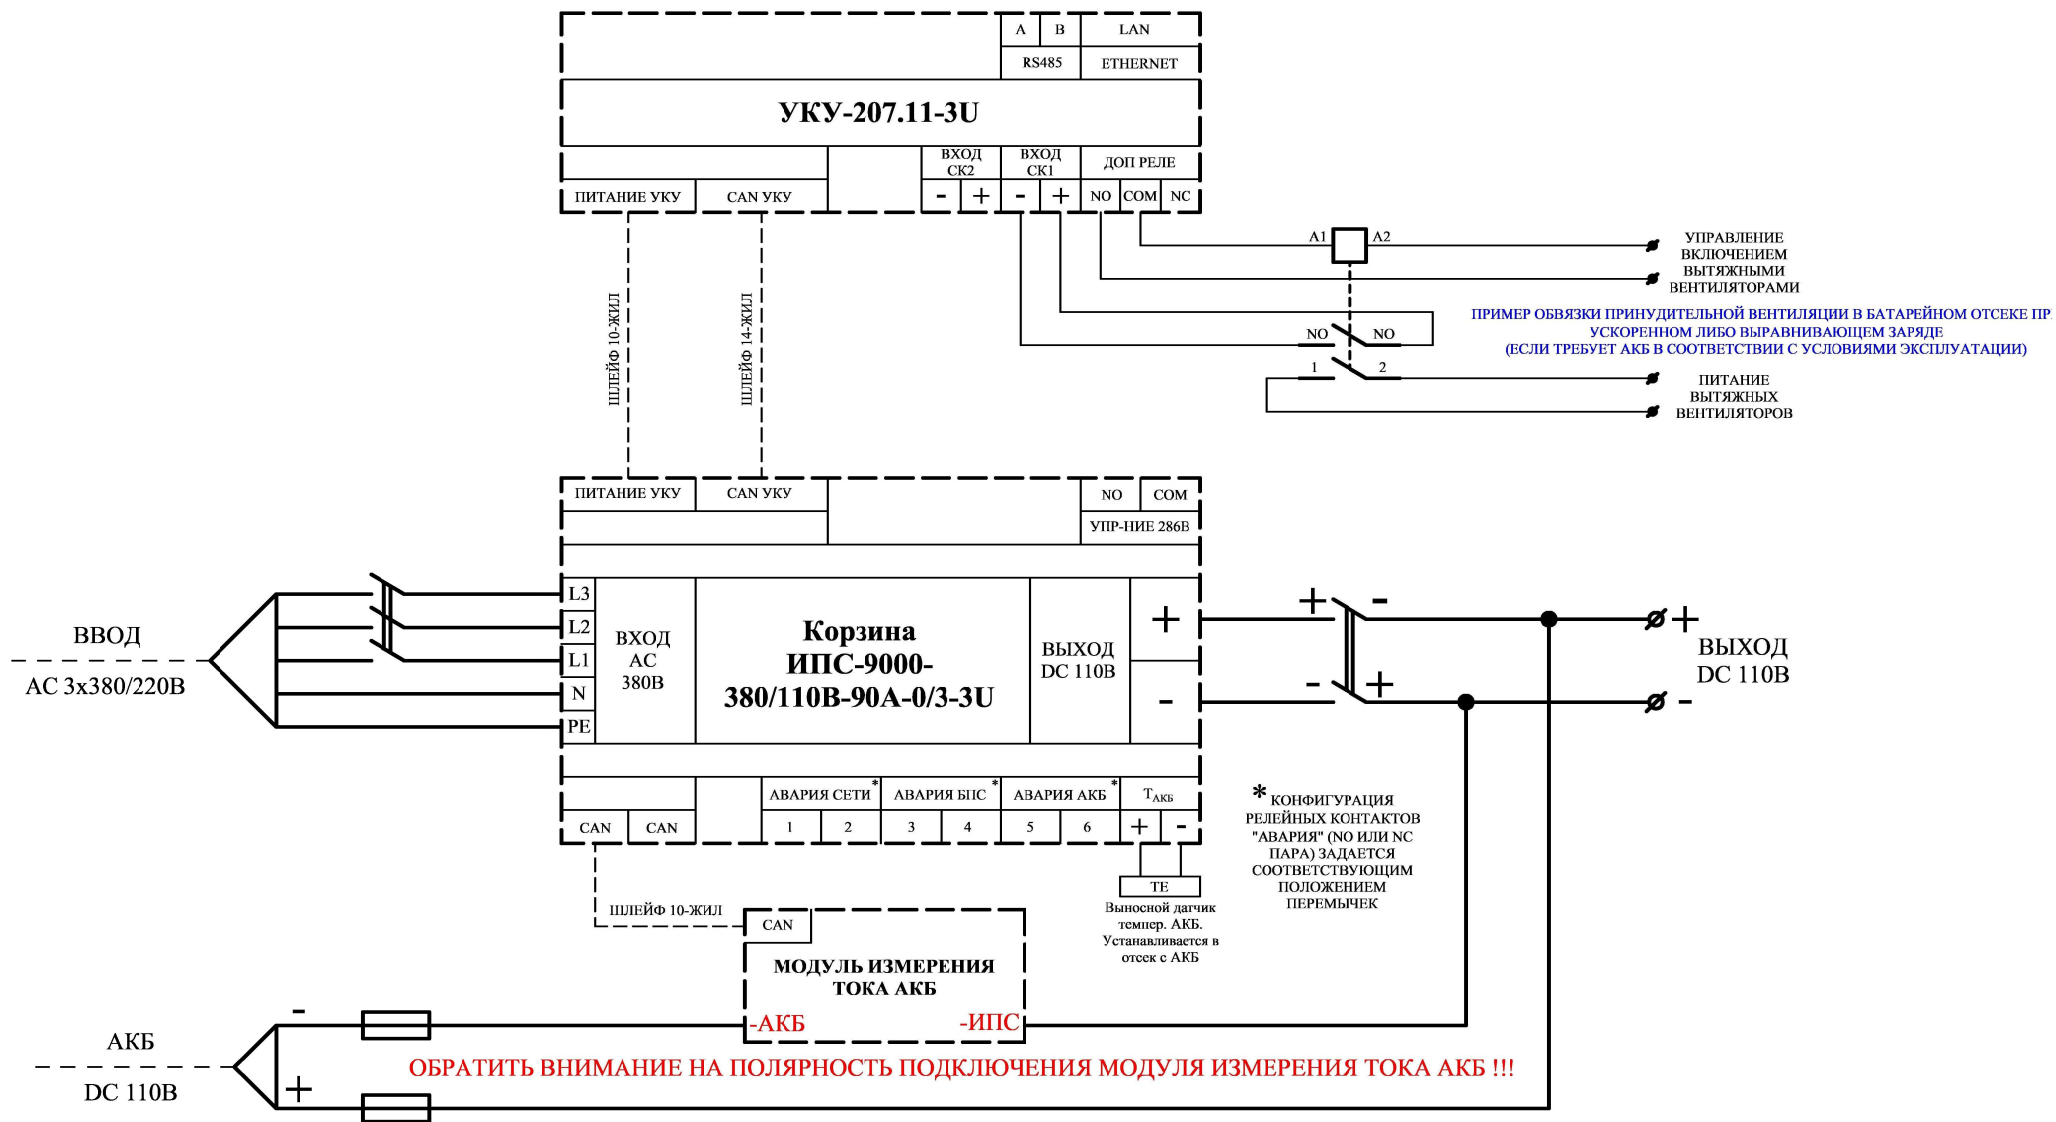 A B LAN
RS485 ETHERNET
УКУ-207.11-3U
ВХОД СК2
ВХОД СК1
ДОП РЕЛЕ
ПИТАНИЕ УКУ CAN УКУ - + - + NO COM NC
A1 A2
УПРАВЛЕНИЕ
ВКЛЮЧЕНИЕМ
ВЫТЯЖНЫМИ
ВЕНТИЛЯТОРАМИ
ШЛЕЙФ 10-ЖИЛ
ШЛЕЙФ 14-ЖИЛ
ПРИМЕР ОБВЯЗКИ ПРИНУДИТЕЛЬНОЙ ВЕНТИЛЯЦИИ В БАТАРЕЙНОМ ОТСЕКЕ ПР
УСКОРЕННОМ ЛИБО ВЫРАВНИВАЮЩЕМ ЗАРЯДЕ
(ЕСЛИ ТРЕБУЕТ АКБ В СООТВЕТСТВИИ С УСЛОВИЯМИ ЭКСПЛУАТАЦИИ)
NO NO
1 2
ПИТАНИЕ
ВЫТЯЖНЫХ
ВЕНТИЛЯТОРОВ
ПИТАНИЕ УКУ CAN УКУ NO COM
УПР-НИЕ 286В
ВВОД
AC 3x380/220В
L3
L2
L1
N
PE
ВХОД
AC
380В
Корзина
ИПС-9000-
380/110В-90А-0/3-3U
ВЫХОД
DC 110В
+
-
+ -
- +
+
ВЫХОД
DC 110В
-
АВАРИЯ СЕТИ* АВАРИЯ БПС* АВАРИЯ АКБ* ТАКБ
CAN CAN 1 2 3 4 5 6 + -
TE
Выносной датчик
темпер. АКБ.
Устанавливается в
отсек с АКБ
* КОНФИГУРАЦИЯ
РЕЛЕЙНЫХ КОНТАКТОВ
"АВАРИЯ" (NO ИЛИ NC
ПАРА) ЗАДАЕТСЯ
СООТВЕТСТВУЮЩИМ
ПОЛОЖЕНИЕМ
ПЕРЕМЫЧЕК
ШЛЕЙФ 10-ЖИЛ
CAN
МОДУЛЬ ИЗМЕРЕНИЯ
ТОКА АКБ
-АКБ -ИПС
-
АКБ
DC 110В
+
ОБРАТИТЬ ВНИМАНИЕ НА ПОЛЯРНОСТЬ ПОДКЛЮЧЕНИЯ МОДУЛЯ ИЗМЕРЕНИЯ ТОКА АКБ !!!